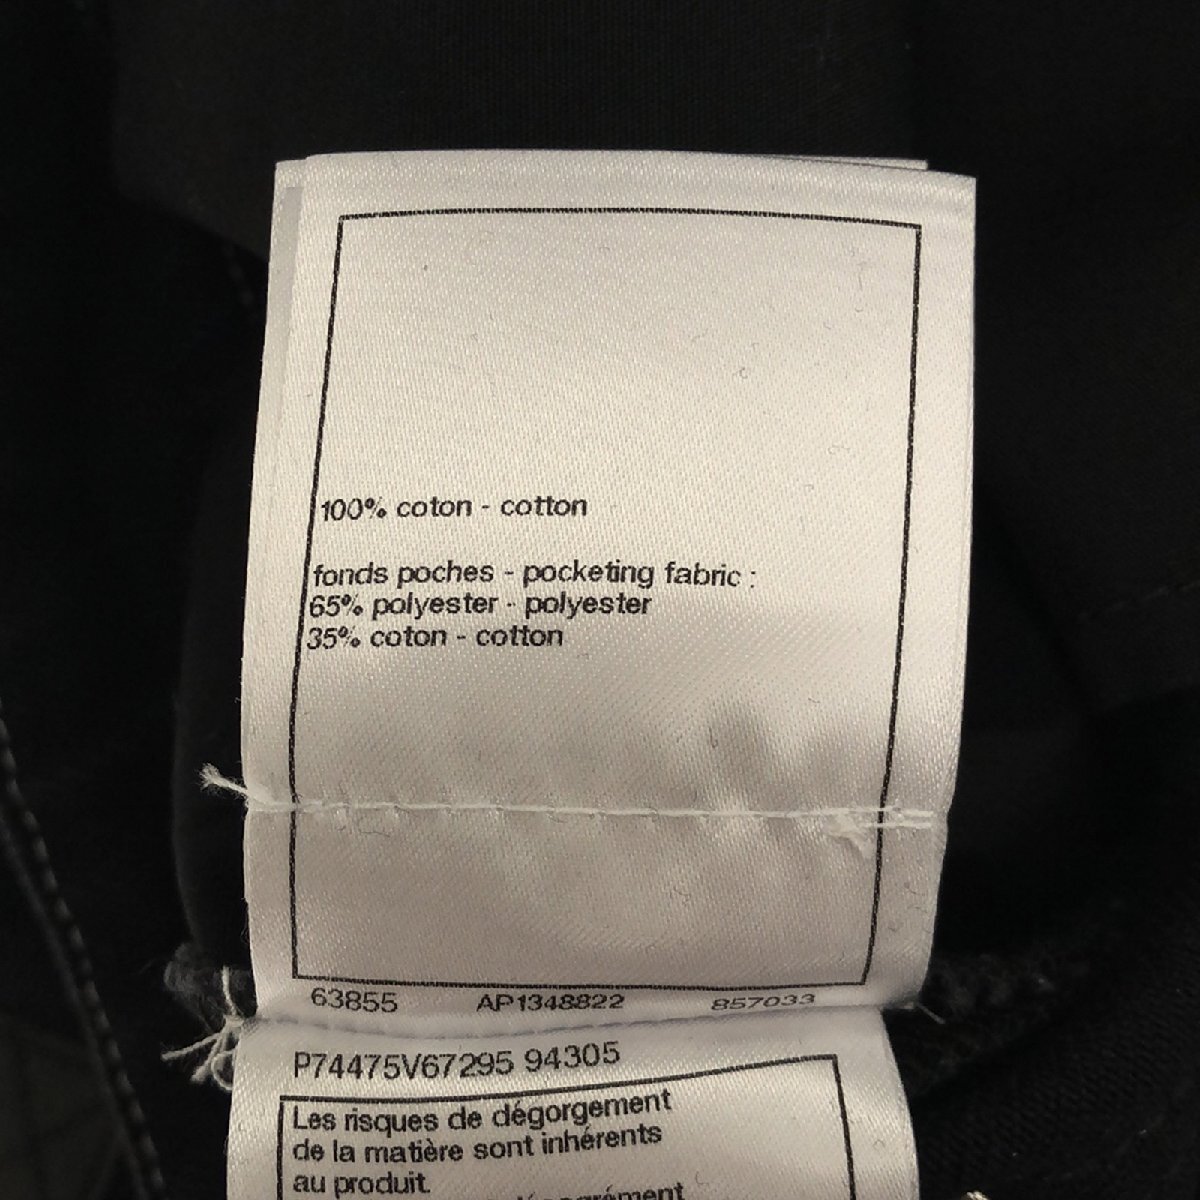 100% coton - cotton
fonds poches - pocketing fabric :
65% polyester - polyester
35% coton - cotton
63855 AP1348822 857033
P74475V67295 94305
Les risques de dégorgement
de la matière sont inhérents
au produit.